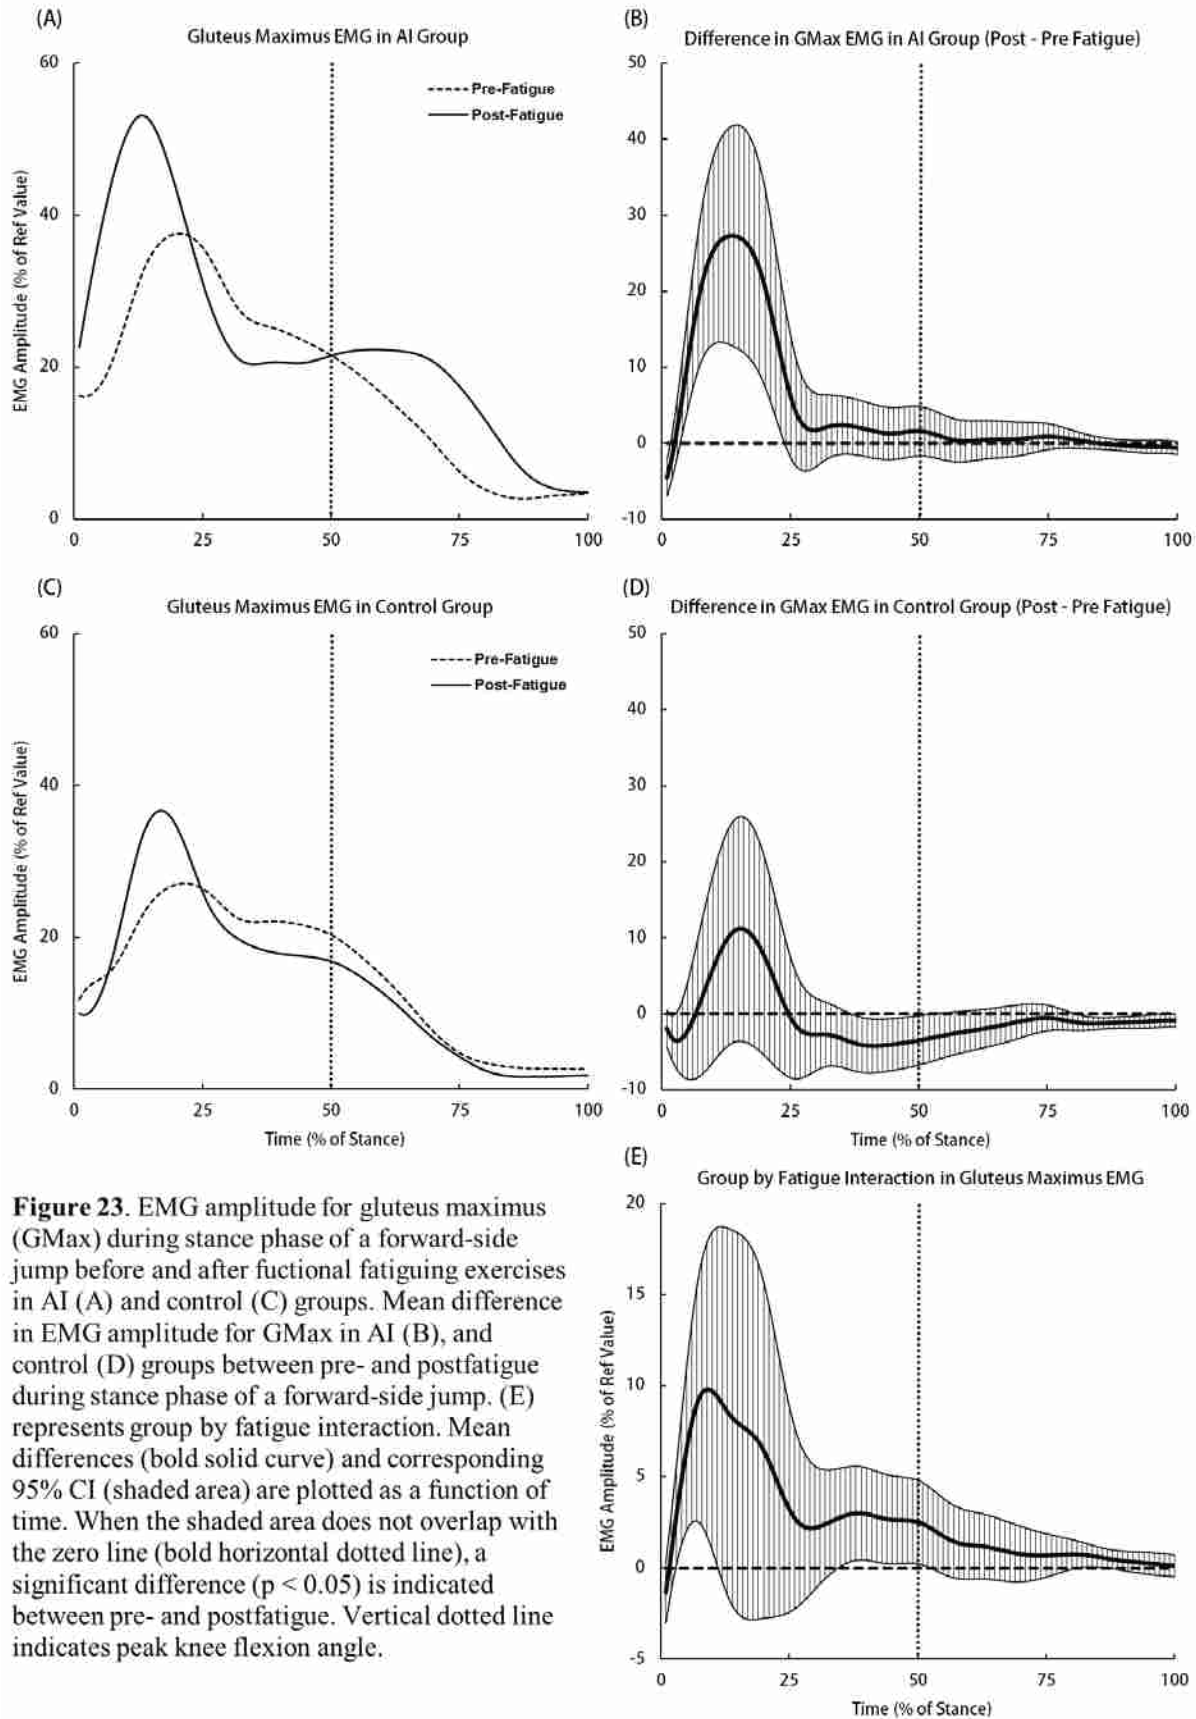 (A)
Gluteus Maximus EMG in AI Group
60
40
20
0
EMG Amplitude (% of Ref Value)
Pre-Fatigue
Post-Fatigue
0 25 50 75 100
(B)
Difference in GMax EMG in AI Group (Post - Pre Fatigue)
50
40
30
20
10
0
-10
0 25 50 75 100
(C)
Gluteus Maximus EMG in Control Group
60
40
20
0
EMG Amplitude (% of Ref Value)
Pre-Fatigue
Post-Fatigue
0 25 50 75 100
Time (% of Stance)
(D)
Difference in GMax EMG in Control Group (Post - Pre Fatigue)
50
40
30
20
10
0
-10
0 25 50 75 100
Time (% of Stance)
(E)
Group by Fatigue Interaction in Gluteus Maximus EMG
20
15
10
5
0
-5
EMG Amplitude (% of Ref Value)
0 25 50 75 100
Time (% of Stance)
Figure 23. EMG amplitude for gluteus maximus
(GMax) during stance phase of a forward-side
jump before and after fuctional fatiguing exercises
in AI (A) and control (C) groups. Mean difference
in EMG amplitude for GMax in AI (B), and
control (D) groups between pre- and postfatigue
during stance phase of a forward-side jump. (E)
represents group by fatigue interaction. Mean
differences (bold solid curve) and corresponding
95% CI (shaded area) are plotted as a function of
time. When the shaded area does not overlap with
the zero line (bold horizontal dotted line), a
significant difference (p < 0.05) is indicated
between pre- and postfatigue. Vertical dotted line
indicates peak knee flexion angle.